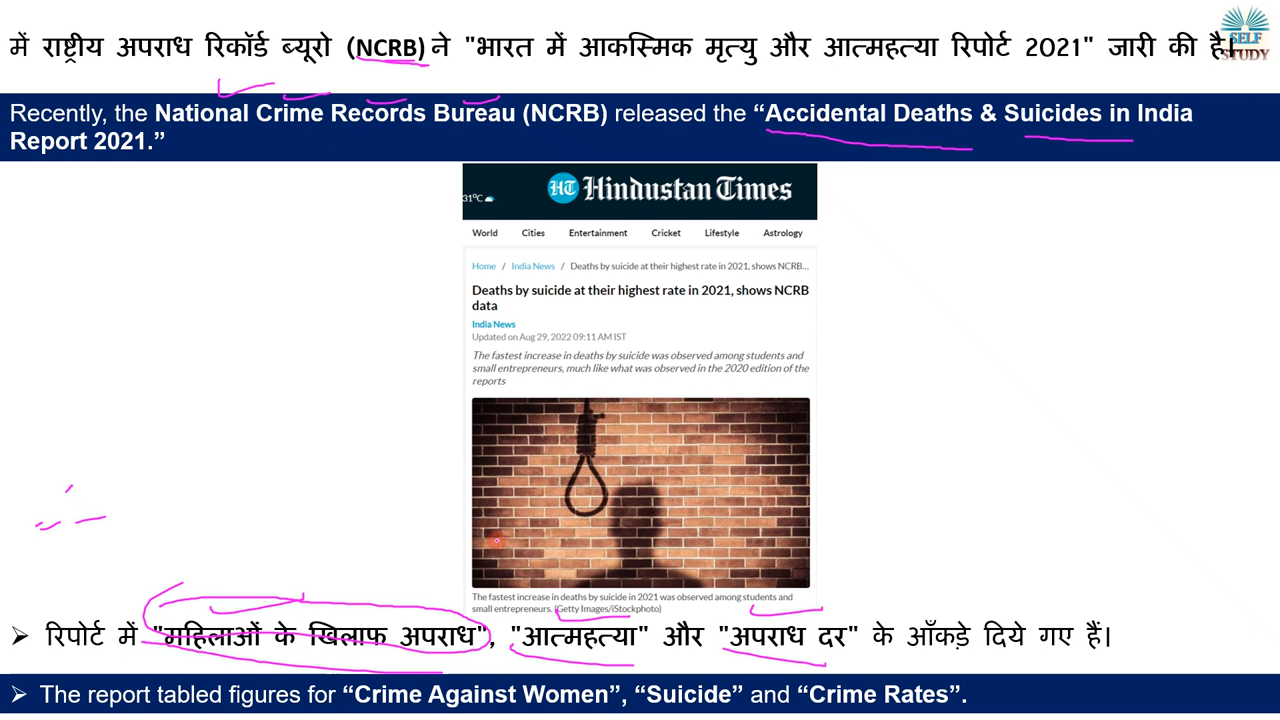 में राष्ट्रीय अपराध रिकॉर्ड ब्यूरो (NCRB) ने "भारत में आकस्मिक मृत्यु और आत्महत्या रिपोर्ट 2021" जारी की है।
SELF
STUDY
Recently, the National Crime Records Bureau (NCRB) released the “Accidental Deaths & Suicides in India
Report 2021.”
31°C
HT Hindustan Times
World Cities Entertainment Cricket Lifestyle Astrology
Home / India News / Deaths by suicide at their highest rate in 2021, shows NCRB...
Deaths by suicide at their highest rate in 2021, shows NCRB
data
India News
Updated on Aug 29, 2022 09:11 AM IST
The fastest increase in deaths by suicide was observed among students and
small entrepreneurs, much like what was observed in the 2020 edition of the
reports
The fastest increase in deaths by suicide in 2021 was observed among students and
small entrepreneurs. (Getty Images/iStockphoto)
➢ रिपोर्ट में "महिलाओं के खिलाफ अपराध", "आत्महत्या" और "अपराध दर" के आँकड़े दिये गए हैं।
➢ The report tabled figures for “Crime Against Women”, “Suicide” and “Crime Rates”.